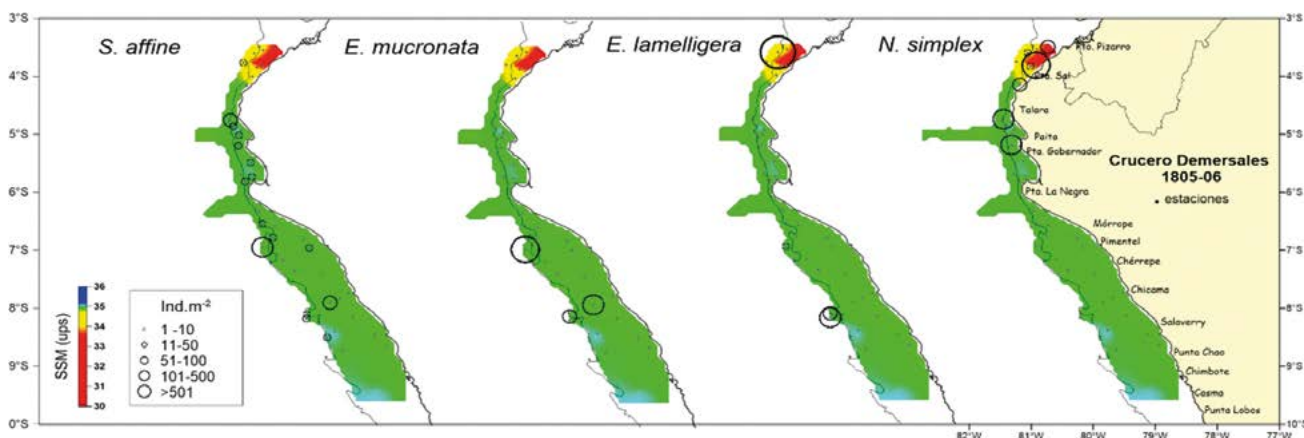 3°S
4°S
5°S
6°S
7°S
8°S
9°S
0°S
S. affine
E. mucronata
E. lamelligera
N. simplex
SSM (ups)
36
35
34
33
32
31
30
Ind.m⁻²
1 -10
11-50
51-100
101-500
>501
Pto. Pizarro
Pta. Sal
Talara
Paita
Pta. Gobernador
Pta. La Negra
Mórrope
Pimentel
Chérrepe
Chicama
Salaverry
Punta Chao
Chimbote
Casma
Punta Lobos
Crucero Demersales
1805-06
estaciones
3°S
4°S
5°S
6°S
7°S
8°S
9°S
10°S
82°W
81°W
80°W
79°W
78°W
77°W